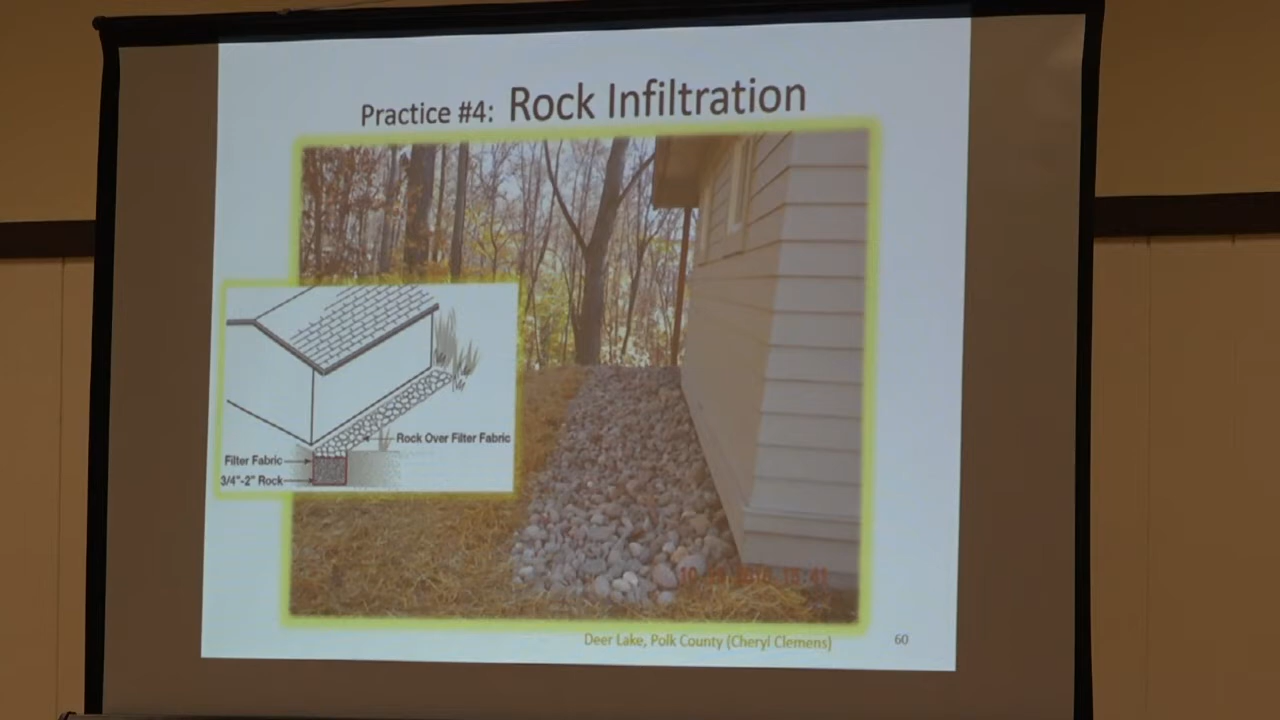 Practice #4: Rock Infiltration
Rock Over Filter Fabric
Filter Fabric
3/4"-2" Rock
Deer Lake, Polk County (Cheryl Clemens)
60